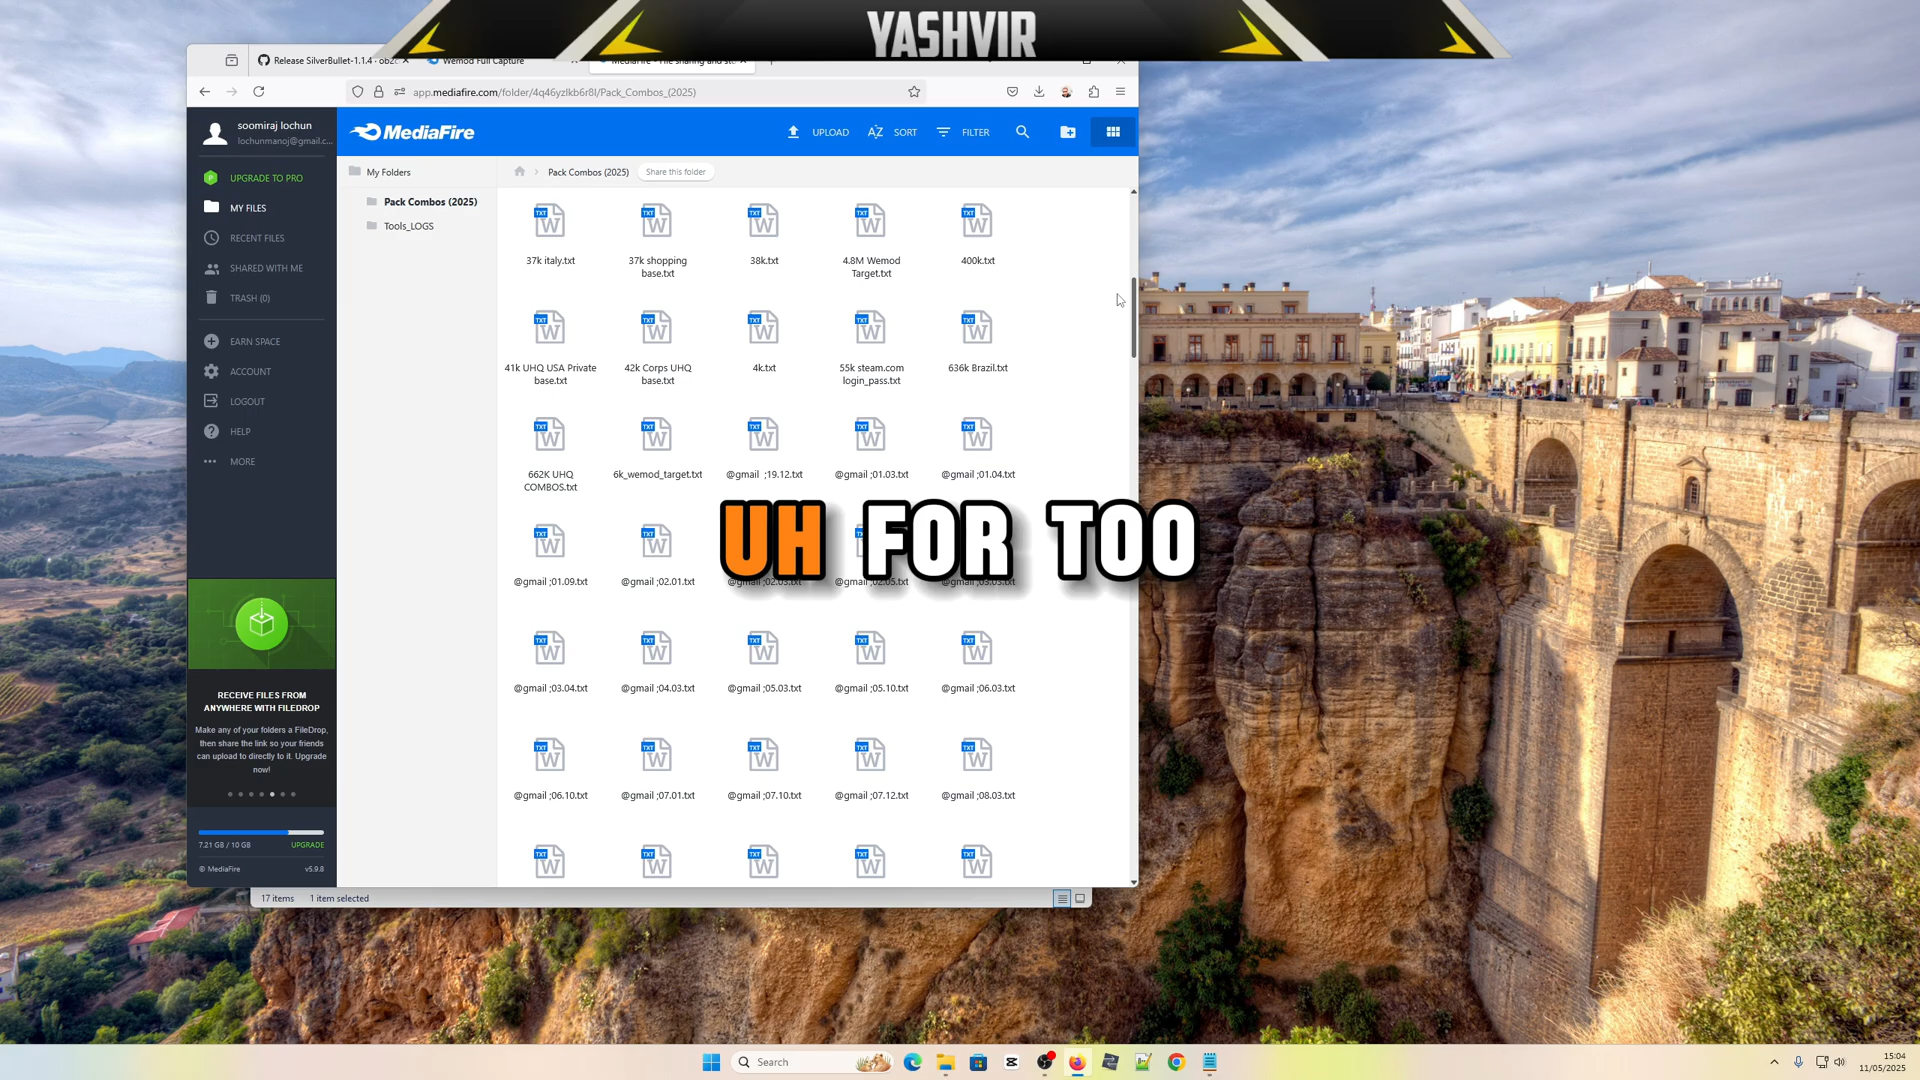 YASHVIR
Release SilverBullet-1.1.4 · ob2
Wemod Full Capture
app.mediafire.com/folder/4q46yzlkb6r8l/Pack_Combos_(2025)
soomiraj lochun
lochunmanoj@gmail.c...
MediaFire
UPLOAD
SORT
FILTER
UPGRADE TO PRO
MY FILES
RECENT FILES
SHARED WITH ME
TRASH (0)
EARN SPACE
ACCOUNT
LOGOUT
HELP
MORE
My Folders
Pack Combos (2025)
Tools_LOGS
Pack Combos (2025)
Share this folder
37k italy.txt
37k shopping
base.txt
38k.txt
4.8M Wemod
Target.txt
400k.txt
41k UHQ USA Private
base.txt
42k Corps UHQ
base.txt
4k.txt
55k steam.com
login_pass.txt
636k Brazil.txt
662K UHQ
COMBOS.txt
6k_wemod_target.txt
@gmail ;19.12.txt
@gmail ;01.03.txt
@gmail ;01.04.txt
UH FOR TOO
@gmail ;01.09.txt
@gmail ;02.01.txt
@gmail ;02.03.txt
@gmail ;02.05.txt
@gmail ;03.03.txt
@gmail ;03.04.txt
@gmail ;04.03.txt
@gmail ;05.03.txt
@gmail ;05.10.txt
@gmail ;06.03.txt
@gmail ;06.10.txt
@gmail ;07.01.txt
@gmail ;07.10.txt
@gmail ;07.12.txt
@gmail ;08.03.txt
RECEIVE FILES FROM
ANYWHERE WITH FILEDROP
Make any of your folders a FileDrop,
then share the link so your friends
can upload to directly to it. Upgrade
now!
7.21 GB / 10 GB
UPGRADE
© MediaFire
v5.9.8
17 items
1 item selected
Search
15:04
11/05/2025